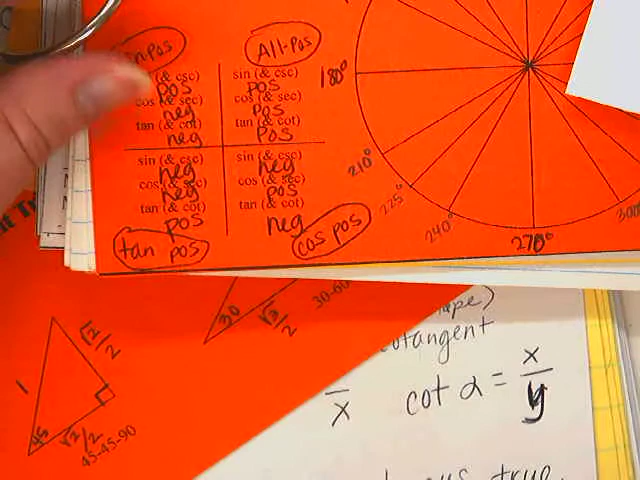 All-Pos
(& csc)
pos
cos (& sec)
neg
tan (& cot)
neg
sin (& csc)
pos
cos (& sec)
pos
tan (& cot)
pos
sin (& csc)
neg
cos (& sec)
neg
tan (& cot)
pos
tan pos
sin (& csc)
neg
cos (& sec)
pos
tan (& cot)
neg
cos pos
180°
210°
225°
240°
270°
300
30
√3/2
30-60
1
√2/2
45
√2/2
45-45-90
cotangent
x
cot α = x/y
true.